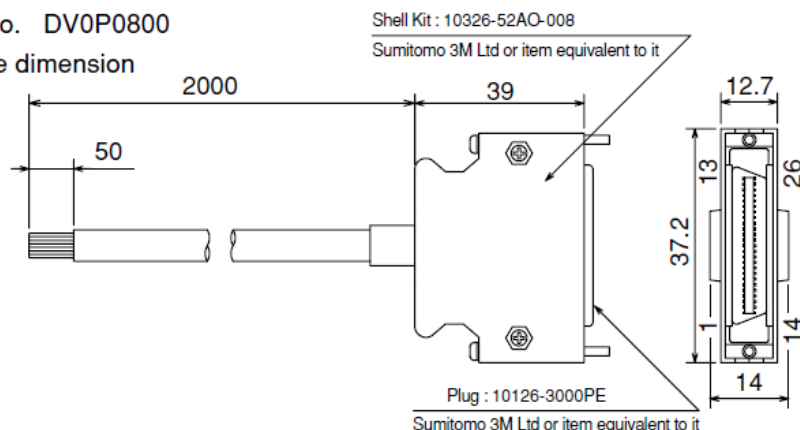 o. DV0P0800
e dimension
Shell Kit : 10326-52AO-008
Sumitomo 3M Ltd or item equivalent to it
2000
39
12.7
50
13
26
37.2
1
14
14
Plug : 10126-3000PE
Sumitomo 3M Ltd or item equivalent to it